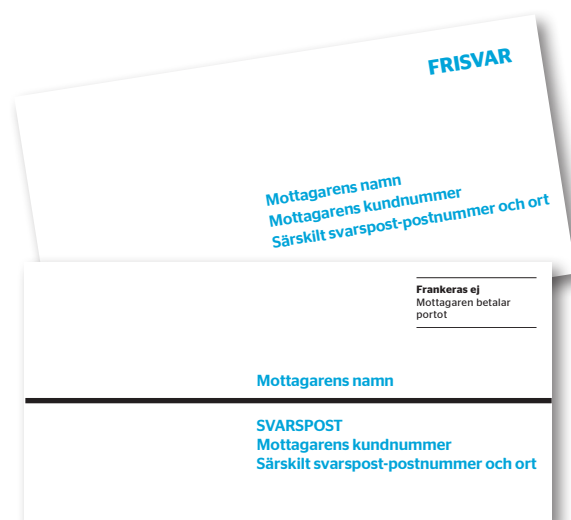 FRISVAR
Mottagarens namn
Mottagarens kundnummer
Särskilt svarspost-postnummer och ort
Frankeras ej
Mottagaren betalar
portot
Mottagarens namn
SVARSPOST
Mottagarens kundnummer
Särskilt svarspost-postnummer och ort